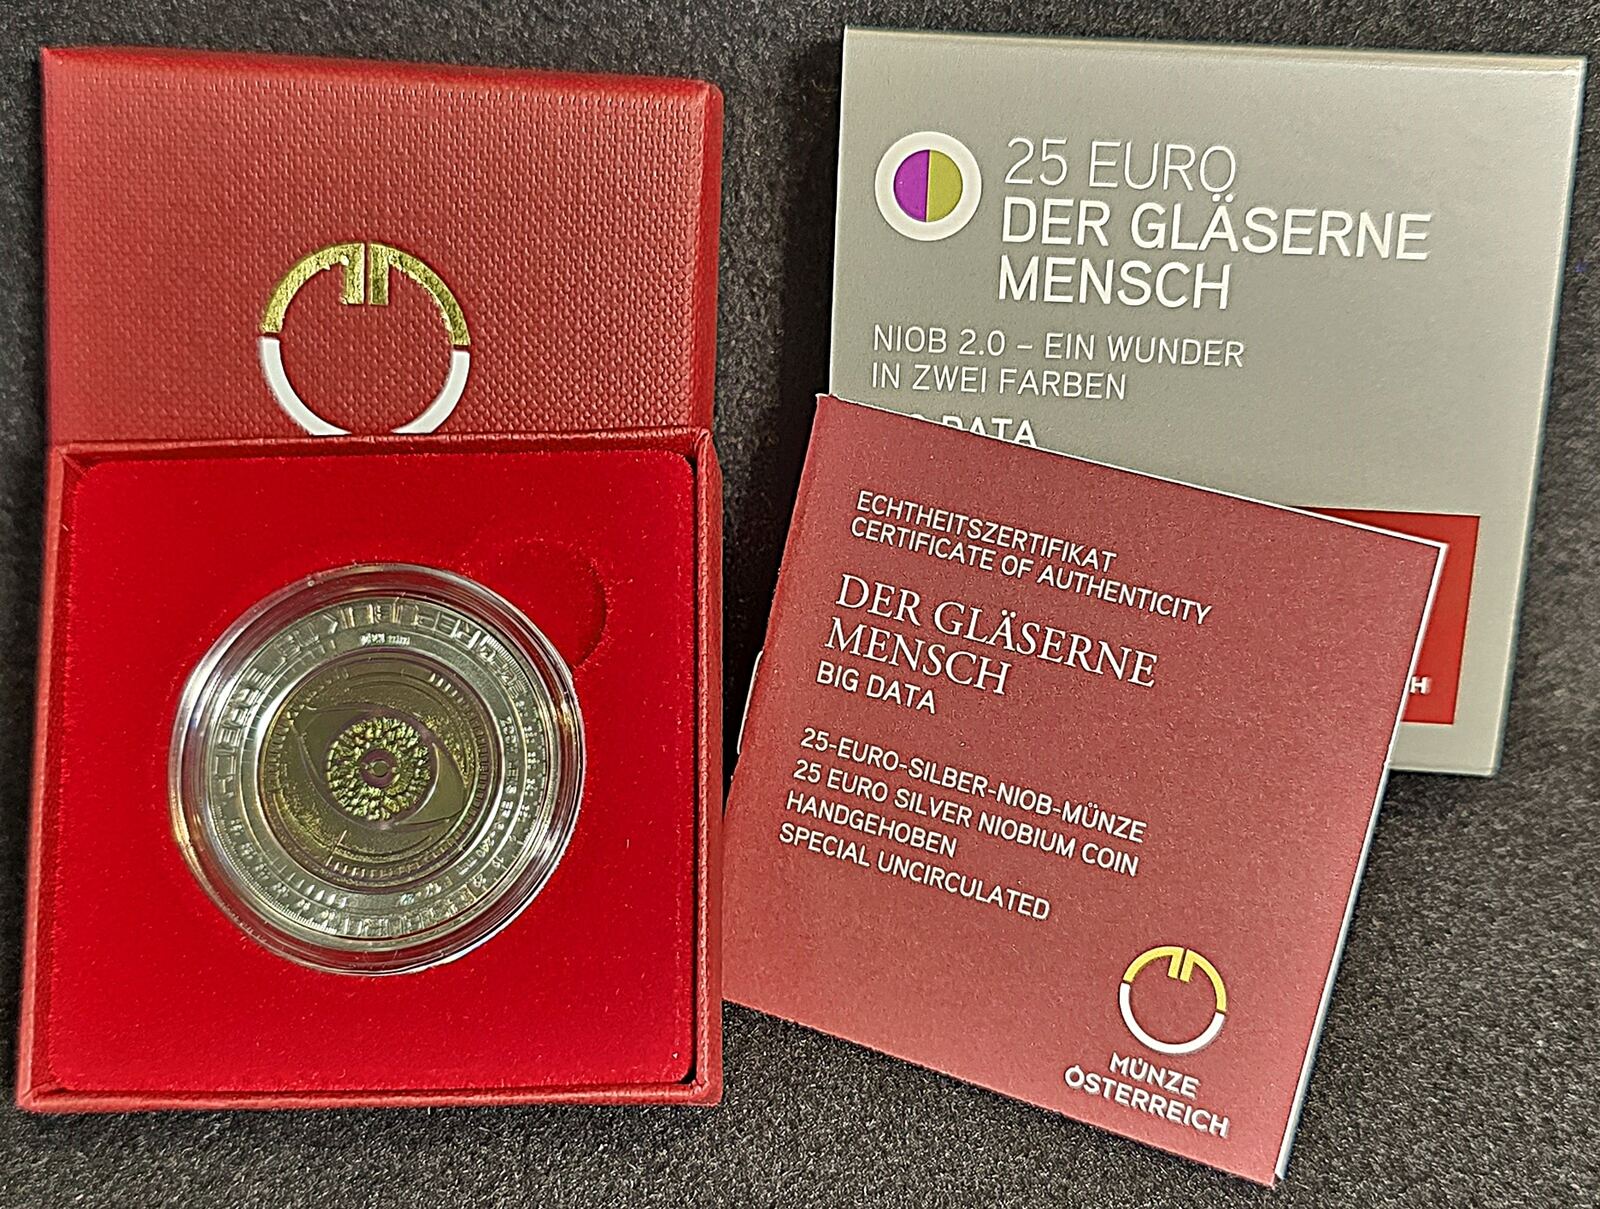 25 EURO
DER GLÄSERNE
MENSCH
NIOB 2.0 – EIN WUNDER
IN ZWEI FARBEN
DATA
ECHTHEITSZERTIFIKAT
CERTIFICATE OF AUTHENTICITY
DER GLÄSERNE
MENSCH
BIG DATA
25-EURO-SILBER-NIOB-MÜNZE
25 EURO SILVER NIOBIUM COIN
HANDGEHOBEN
SPECIAL UNCIRCULATED
MÜNZE
ÖSTERREICH